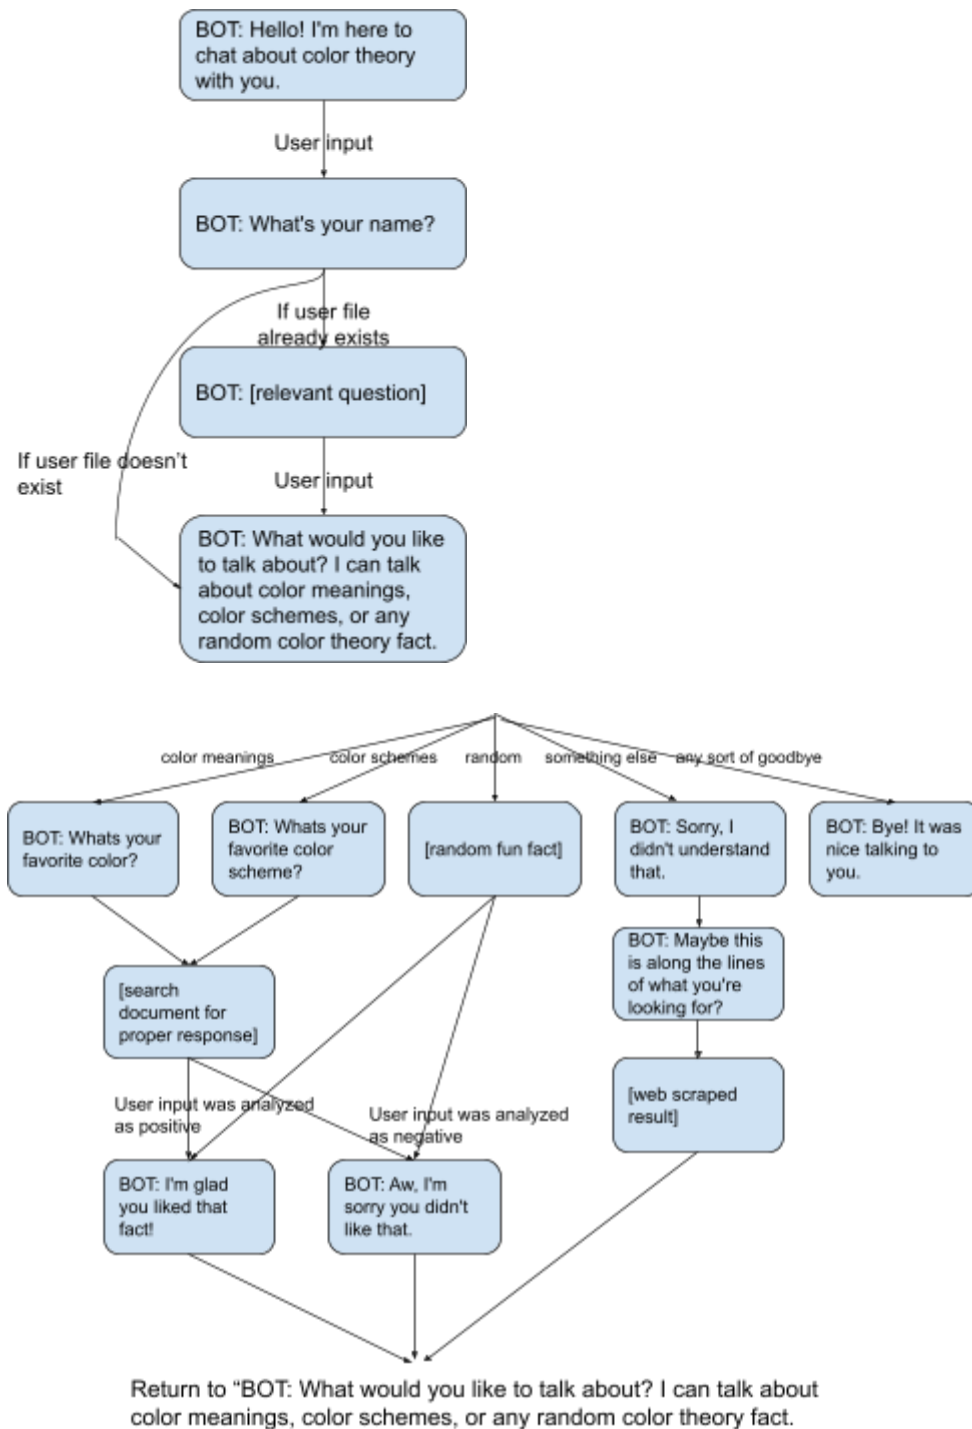 BOT: Hello! I'm here to
chat about color theory
with you.
User input
BOT: What's your name?
If user file
already exists
BOT: [relevant question]
If user file doesn't
exist
User input
BOT: What would you like
to talk about? I can talk
about color meanings,
color schemes, or any
random color theory fact.
color meanings
color schemes
random
something else
any sort of goodbye
BOT: Whats your
favorite color?
BOT: Whats your
favorite color
scheme?
[random fun fact]
BOT: Sorry, I
didn't understand
that.
BOT: Bye! It was
nice talking to
you.
BOT: Maybe this
is along the lines
of what you're
looking for?
[search
document for
proper response]
[web scraped
result]
User input was analyzed
as positive
User input was analyzed
as negative
BOT: I'm glad
you liked that
fact!
BOT: Aw, I'm
sorry you didn't
like that.
Return to “BOT: What would you like to talk about? I can talk about
color meanings, color schemes, or any random color theory fact.